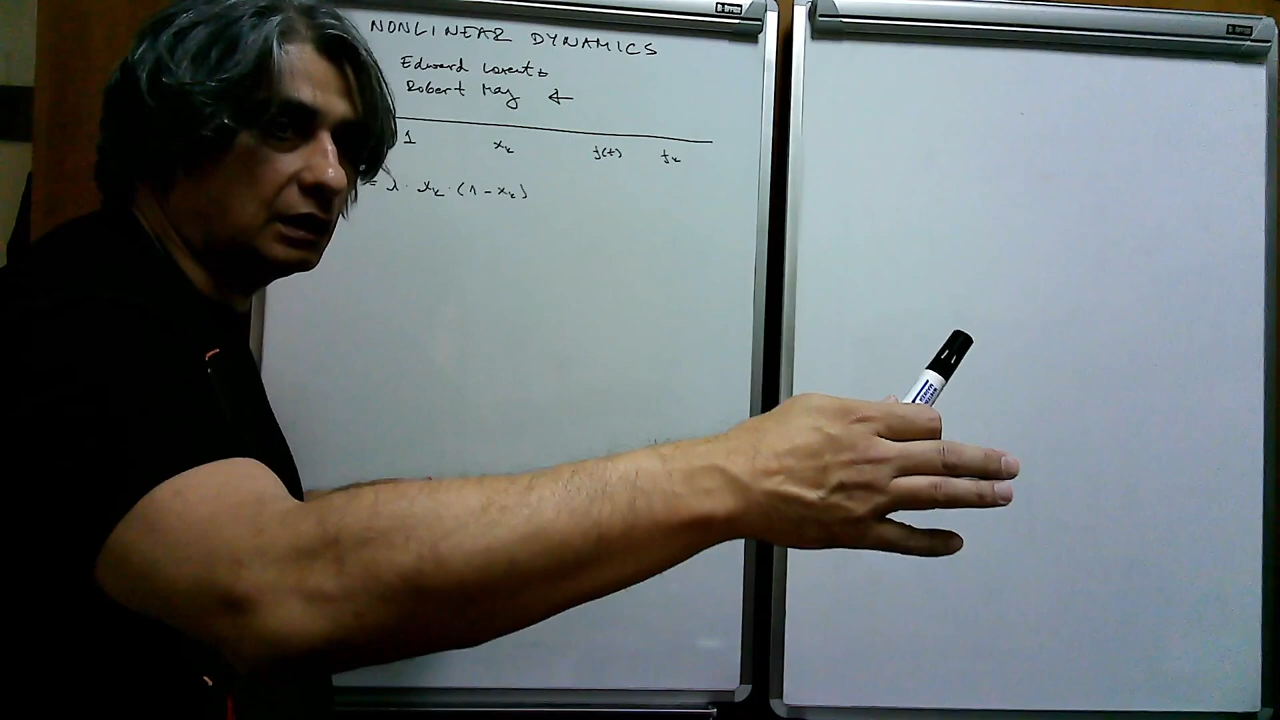 NONLINEAR DYNAMICS
Edward Lorentz
Robert May ←
1 xₖ f(t) fₖ
= λ · xₖ · (1 - xₖ)